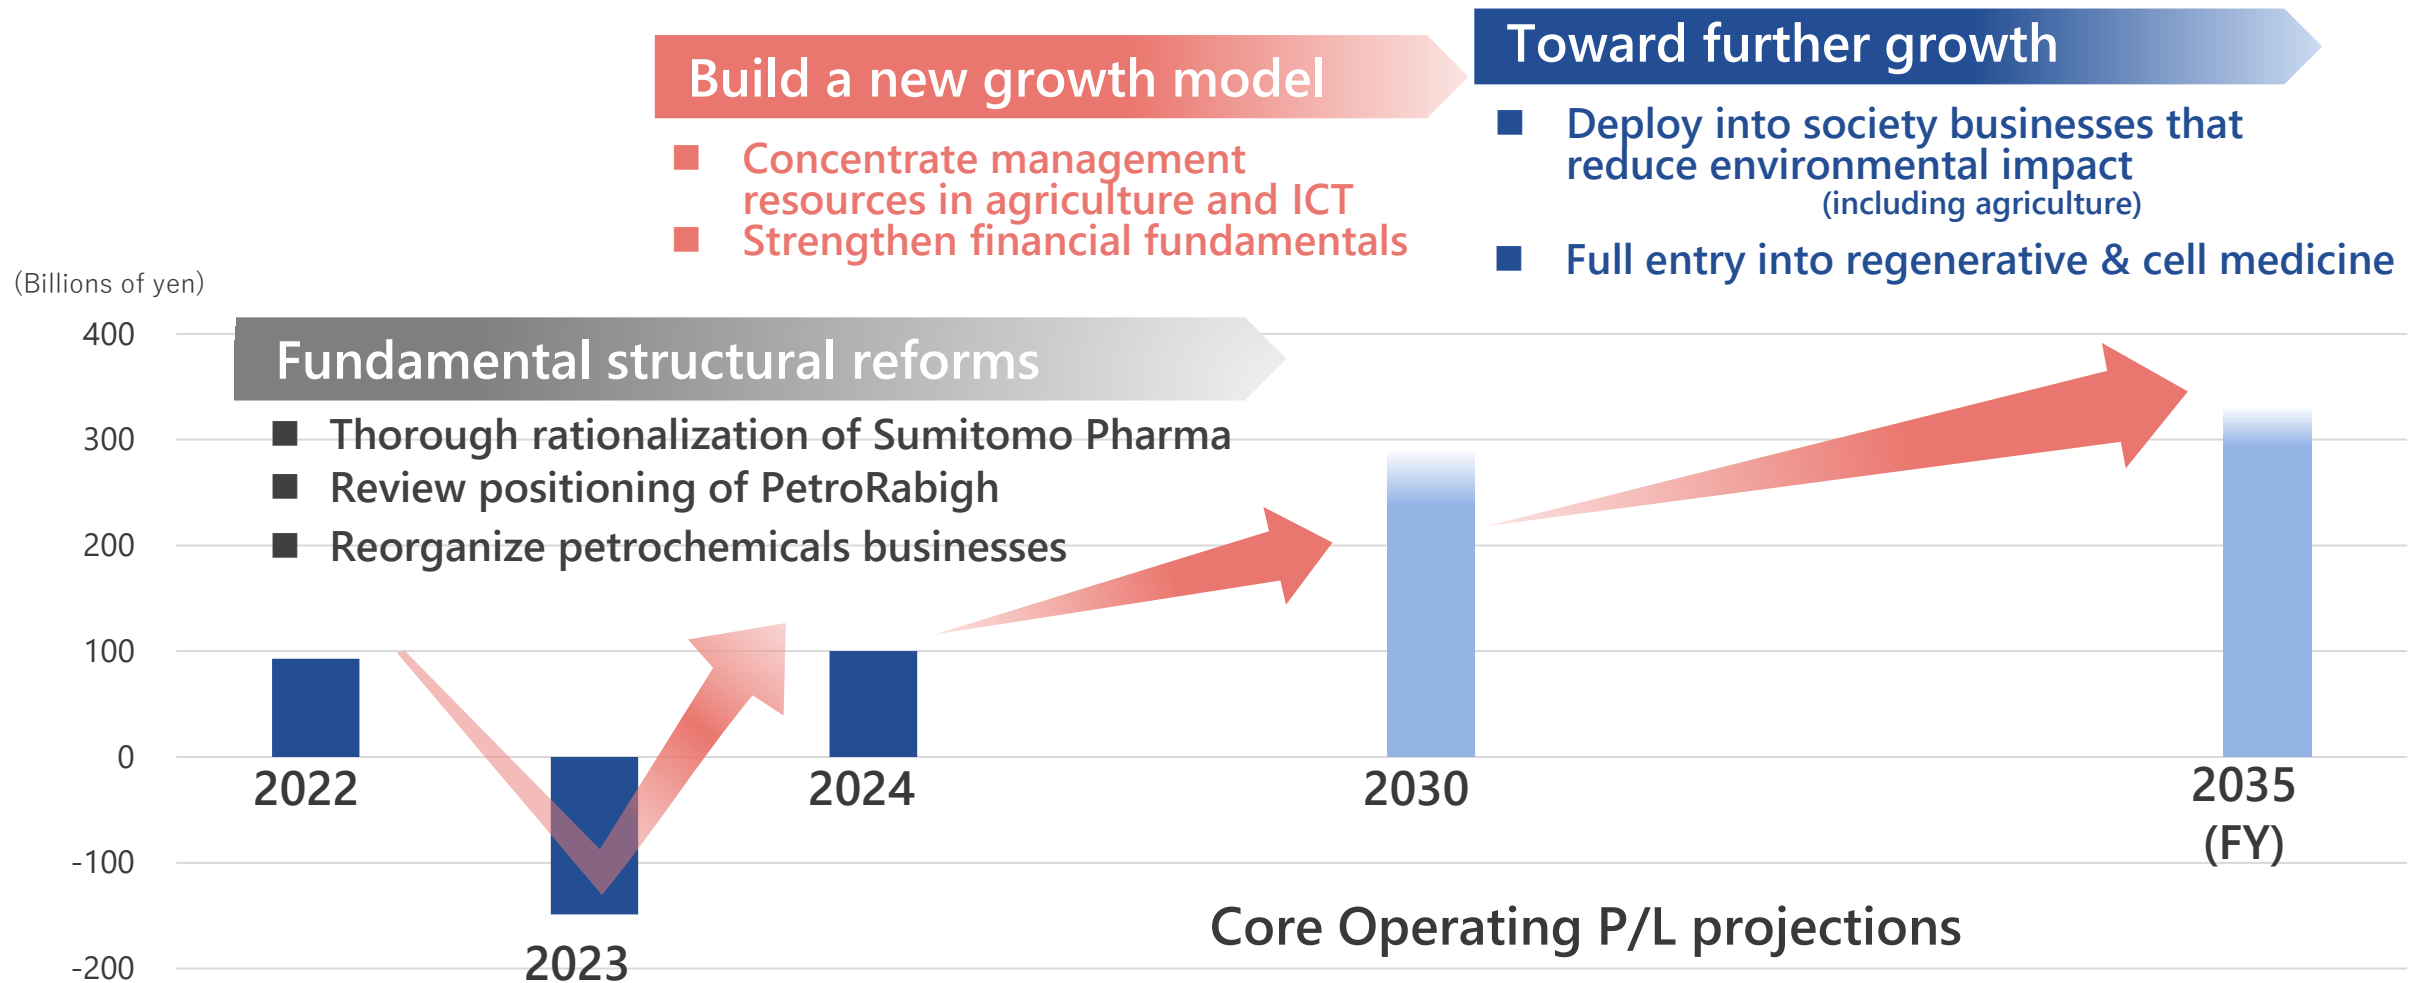 Build a new growth model
Concentrate management
resources in agriculture and ICT
Strengthen financial fundamentals
Toward further growth
Deploy into society businesses that
reduce environmental impact
(including agriculture)
Full entry into regenerative & cell medicine
(Billions of yen)
Fundamental structural reforms
Thorough rationalization of Sumitomo Pharma
Review positioning of PetroRabigh
Reorganize petrochemicals businesses
400
300
200
100
0
-100
-200
2022
2023
2024
2030
2035
(FY)
Core Operating P/L projections